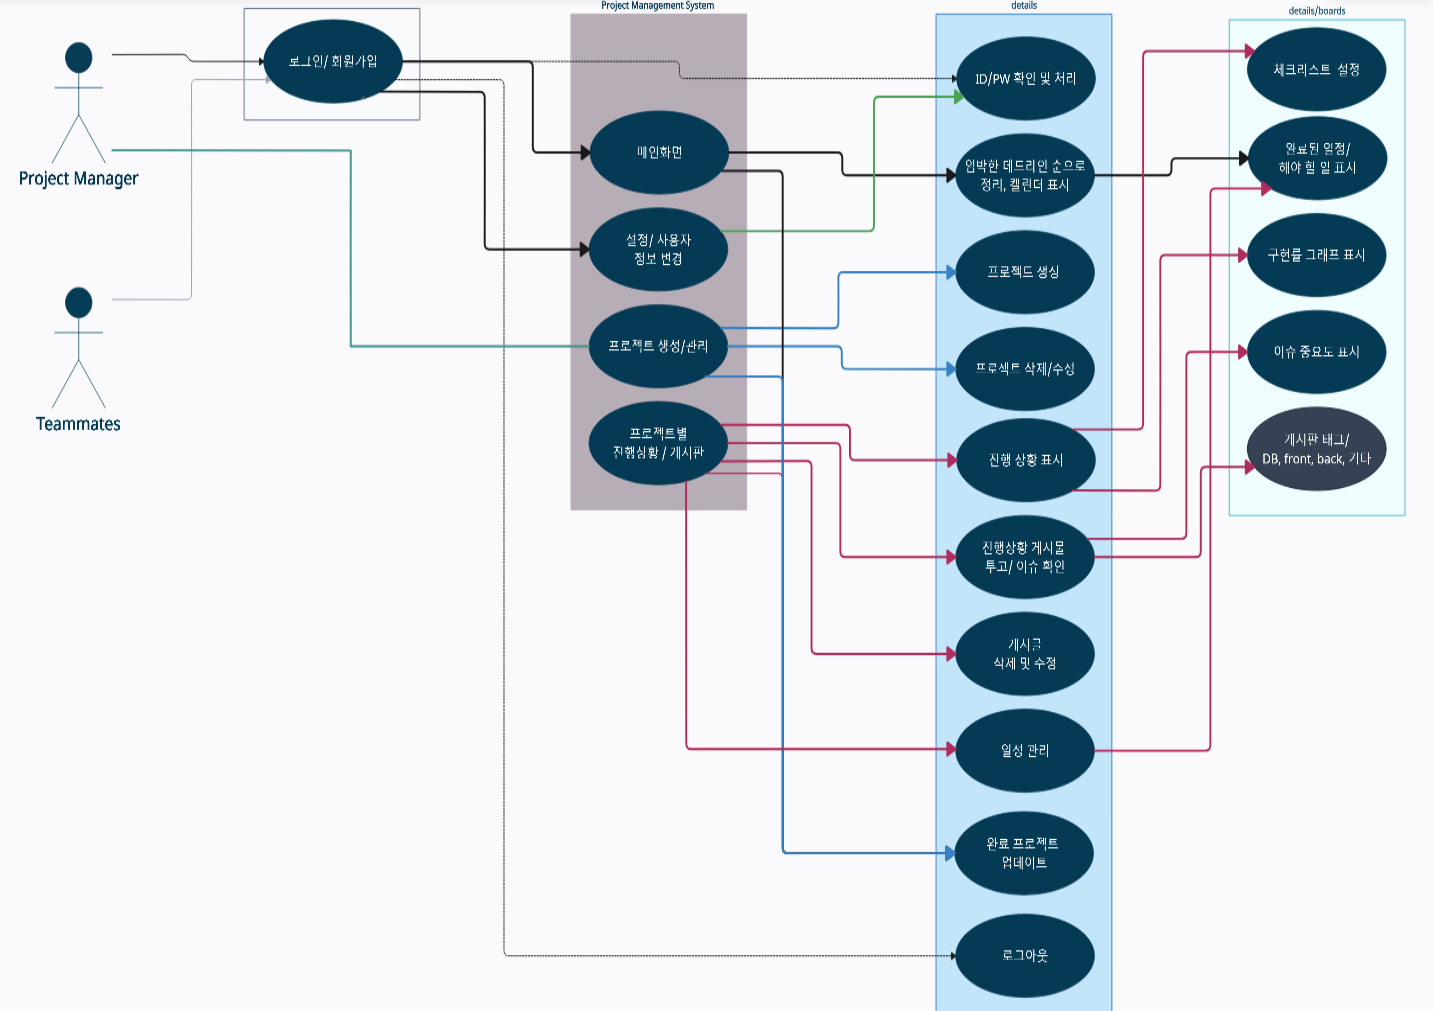 Project Manager
Teammates
로그인/ 회원가입
Project Management System
메인화면
설정/ 사용자
정보 변경
프로젝트 생성/관리
프로젝트별
진행상황 / 게시판
details
ID/PW 확인 및 처리
임박한 데드라인 순으로
정리, 캘린더 표시
프로젝트 생성
프로젝트 삭제/수정
진행 상황 표시
진행상황 게시물
투고/ 이슈 확인
게시글
삭제 및 수정
일정 관리
완료 프로젝트
업데이트
로그아웃
details/boards
체크리스트 설정
완료된 일정/
해야 할 일 표시
구현률 그래프 표시
이슈 중요도 표시
게시판 태그/
DB, front, back, 기타